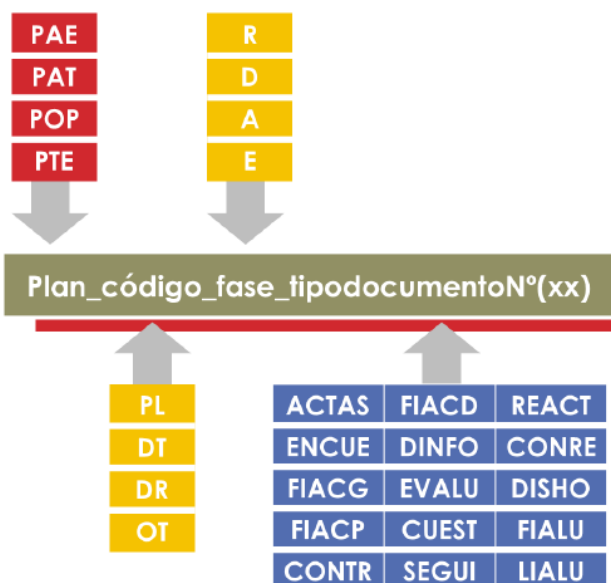 PAE
PAT
POP
PTE
R
D
A
E
Plan_código_fase_tipodocumentoNº(xx)
PL
DT
DR
OT
ACTAS FIACD REACT
ENCUE DINFO CONRE
FIACG EVALU DISHO
FIACP CUEST FIALU
CONTR SEGUI LIALU